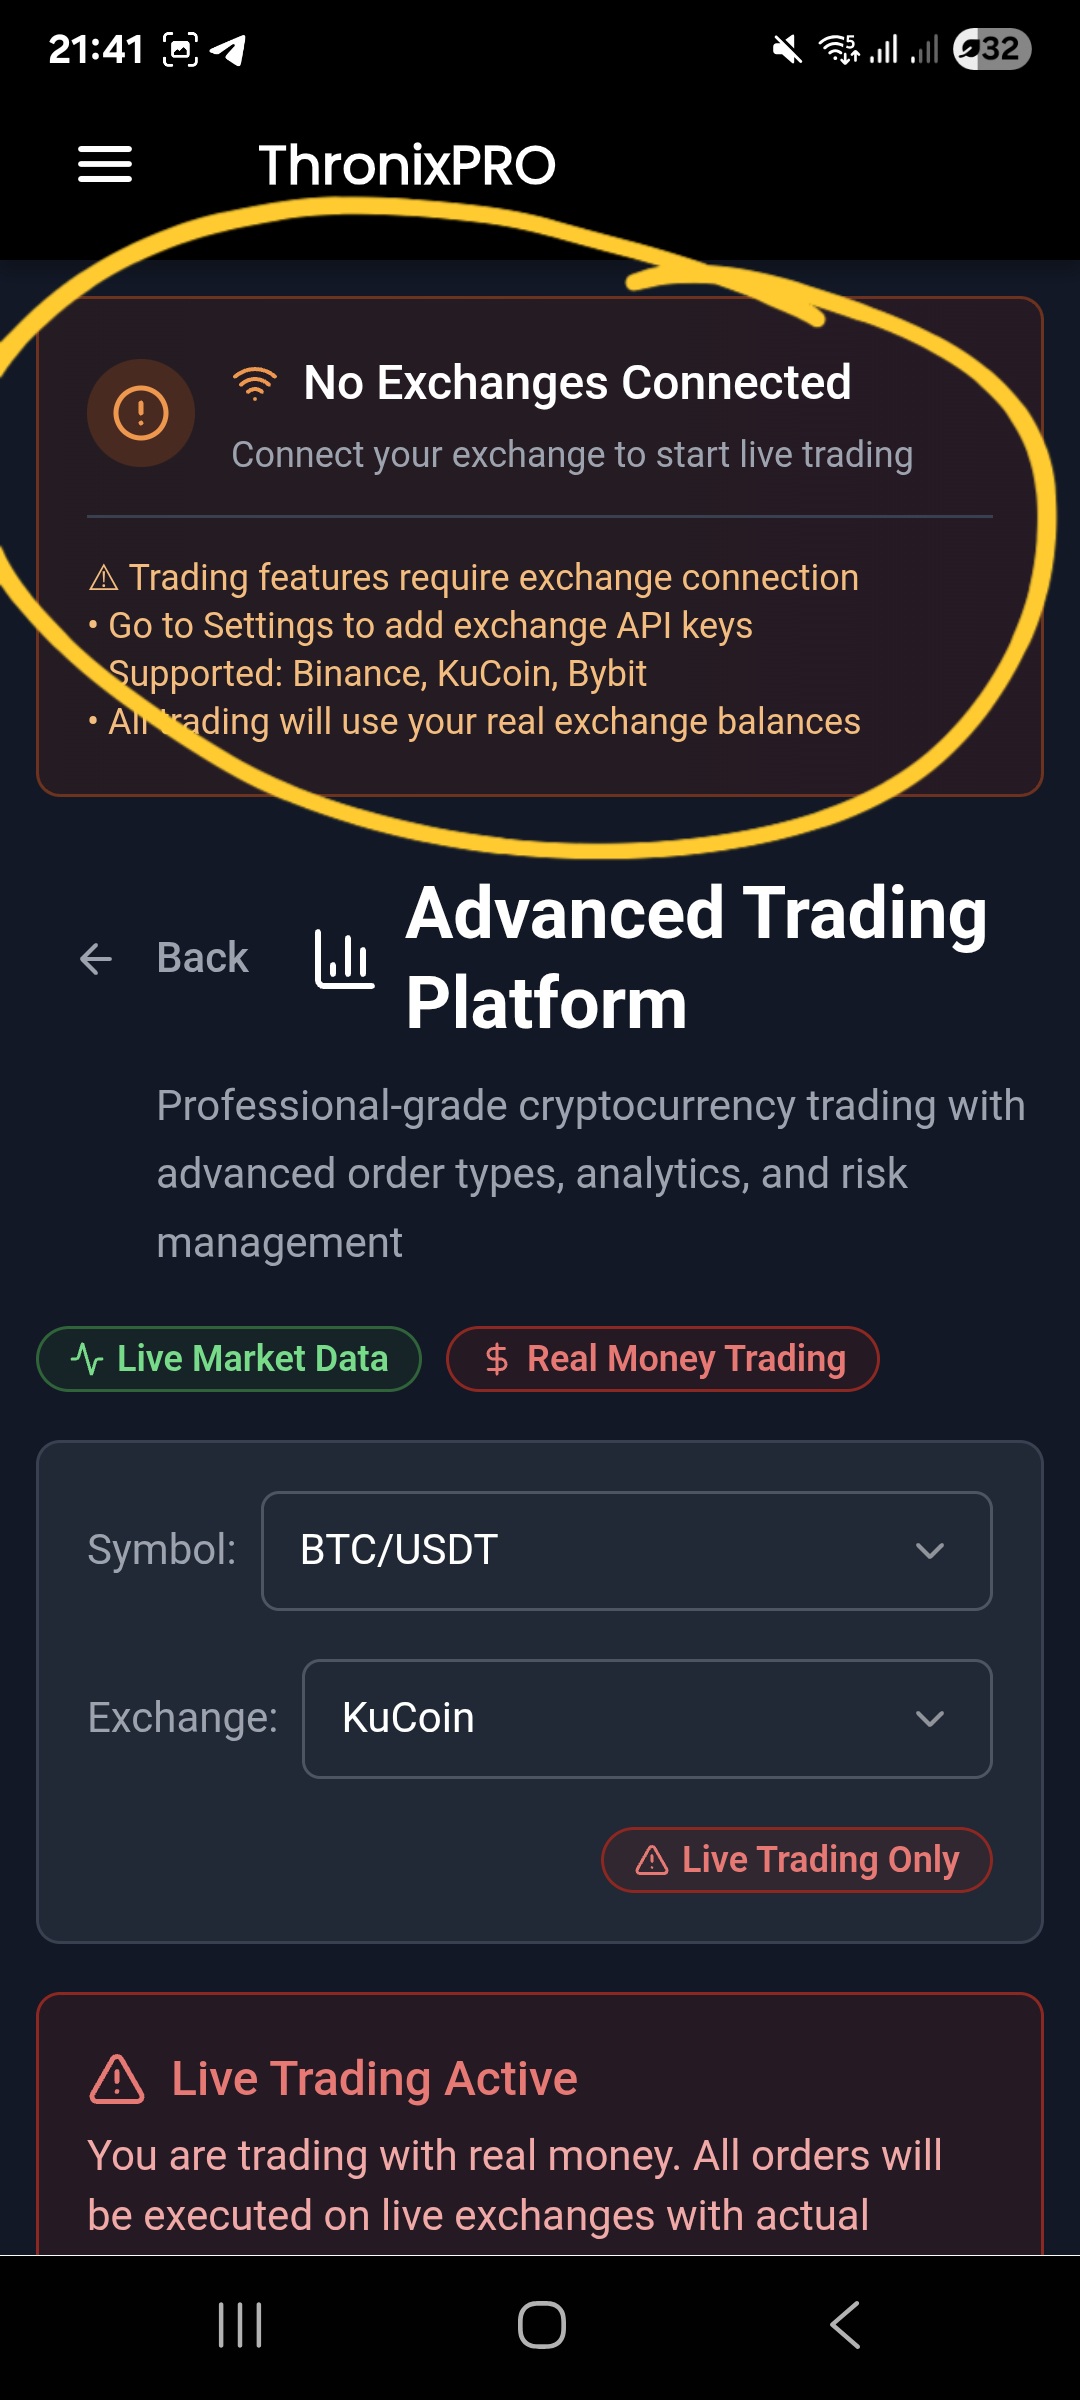 21:41
5
32
ThronixPRO
No Exchanges Connected
Connect your exchange to start live trading
⚠ Trading features require exchange connection
• Go to Settings to add exchange API keys
Supported: Binance, KuCoin, Bybit
• All trading will use your real exchange balances
Back
Advanced Trading
Platform
Professional-grade cryptocurrency trading with
advanced order types, analytics, and risk
management
Live Market Data
$ Real Money Trading
Symbol: BTC/USDT
Exchange: KuCoin
Live Trading Only
Live Trading Active
You are trading with real money. All orders will
be executed on live exchanges with actual